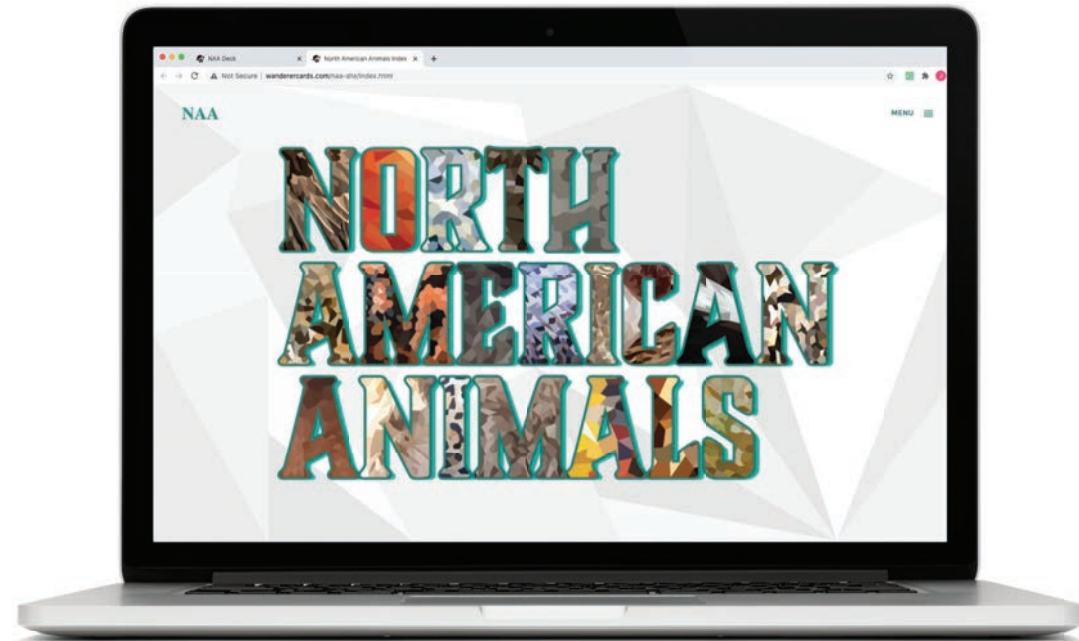 NAA Deck
North American Animals Index
Not Secure | wanderercards.com/naa-site/index.html
NAA
MENU
NORTH
AMERICAN
ANIMALS